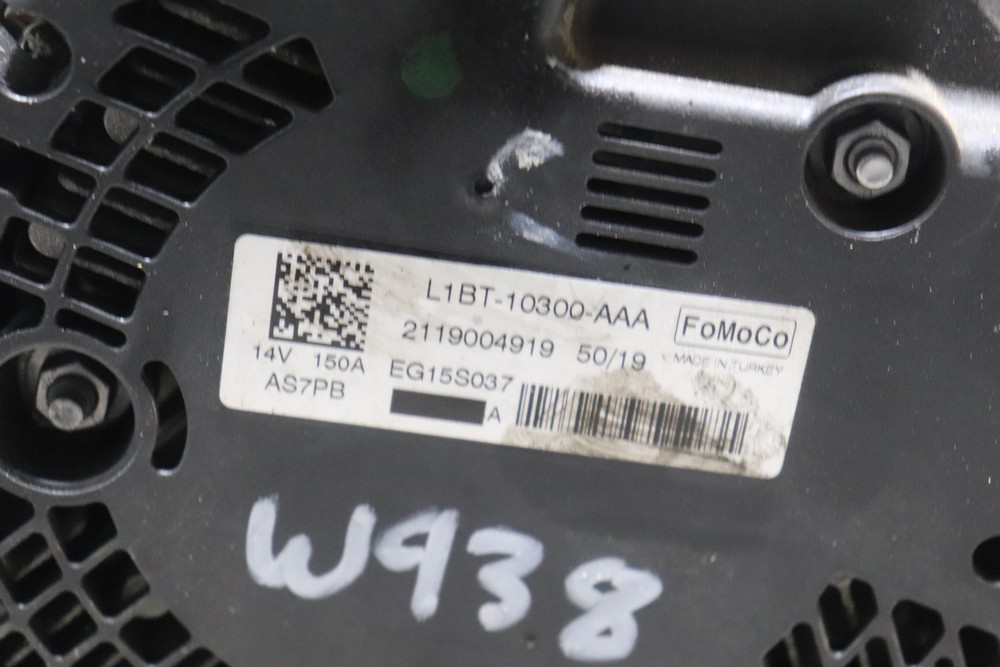 L1BT-10300-AAA
FoMoCo
2119004919 50/19
MADE IN TURKEY
14V 150A
EG15S037
AS7PB
A
W938